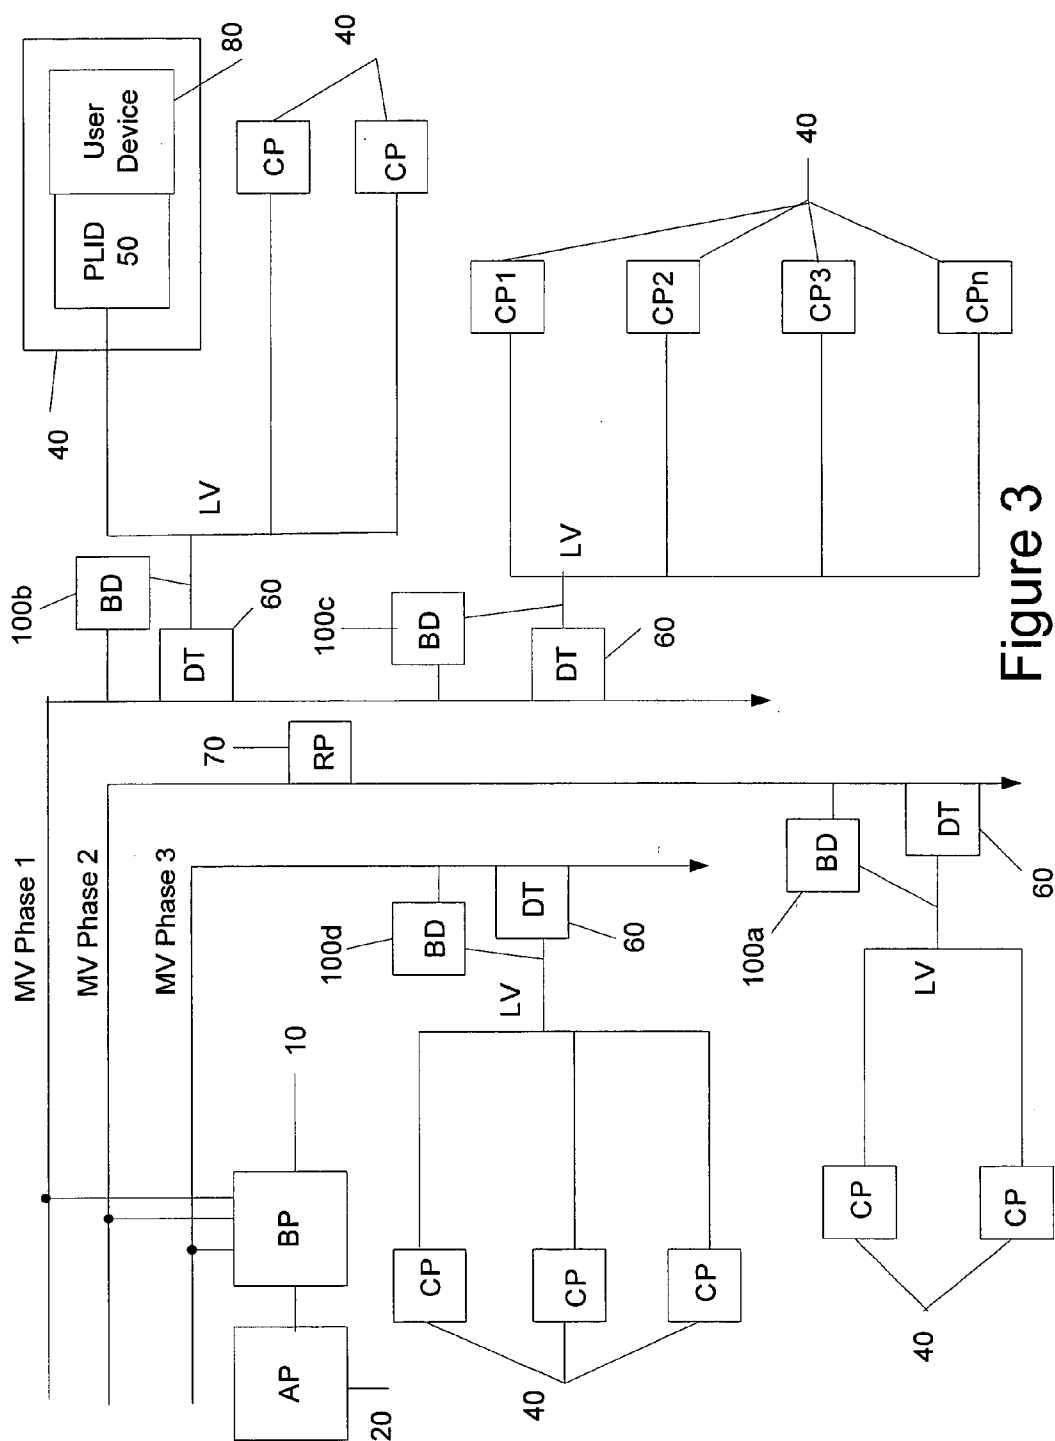 MV Phase 1
MV Phase 2
MV Phase 3
AP
20
BP
10
CP
CP
CP
40
LV
BD
100d
DT
60
CP
CP
40
LV
BD
100a
DT
60
RP
70
BD
100b
DT
60
LV
40
PLID
50
User
Device
80
CP
CP
40
BD
100c
DT
60
LV
CP1
CP2
CP3
CPn
40
Figure 3